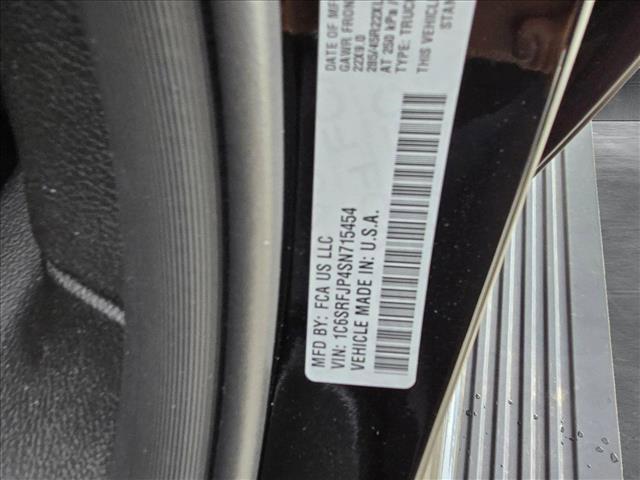 MFD BY: FCA US LLC
VIN: 1C6SRFJP4SN715454
VEHICLE MADE IN: U.S.A.
DATE OF MF
GAWR FRON
22X9.0
285/45R22XL
AT 250 kPa /
TYPE: TRUC
THIS VEHICL
STAN